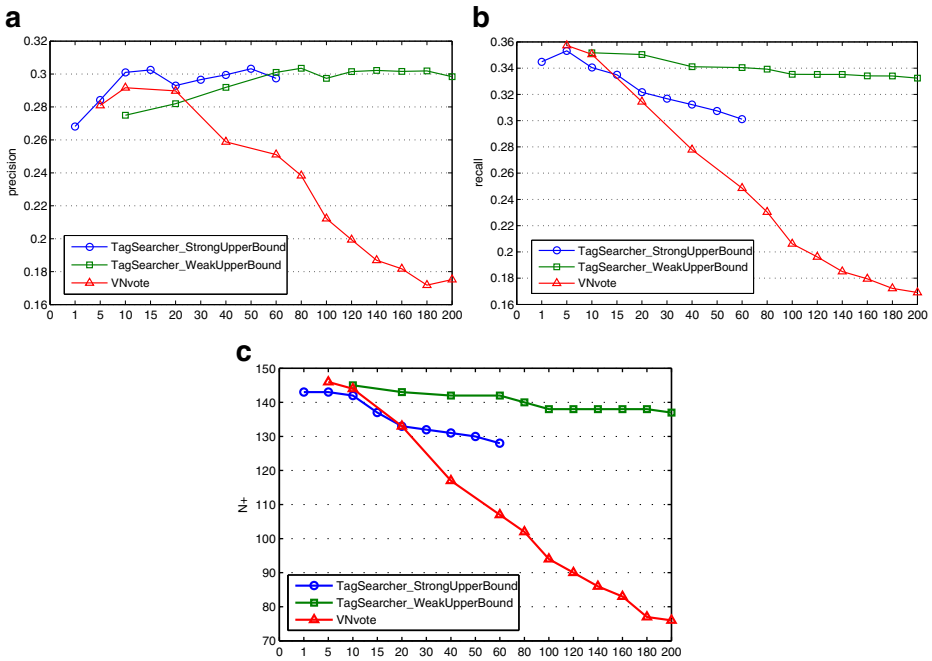 a
0.32
0.3
0.28
0.26
0.24
0.22
0.2
0.18
0.16
precision
TagSearcher_StrongUpperBound
TagSearcher_WeakUpperBound
VNvote
0 1 5 10 15 20 30 40 50 60 80 100 120 140 160 180 200
b
0.36
0.34
0.32
0.3
0.28
0.26
0.24
0.22
0.2
0.18
0.16
recall
TagSearcher_StrongUpperBound
TagSearcher_WeakUpperBound
VNvote
0 1 5 10 15 20 30 40 50 60 80 100 120 140 160 180 200
c
150
140
130
120
110
100
90
80
70
N+
TagSearcher_StrongUpperBound
TagSearcher_WeakUpperBound
VNvote
0 1 5 10 15 20 30 40 50 60 80 100 120 140 160 180 200